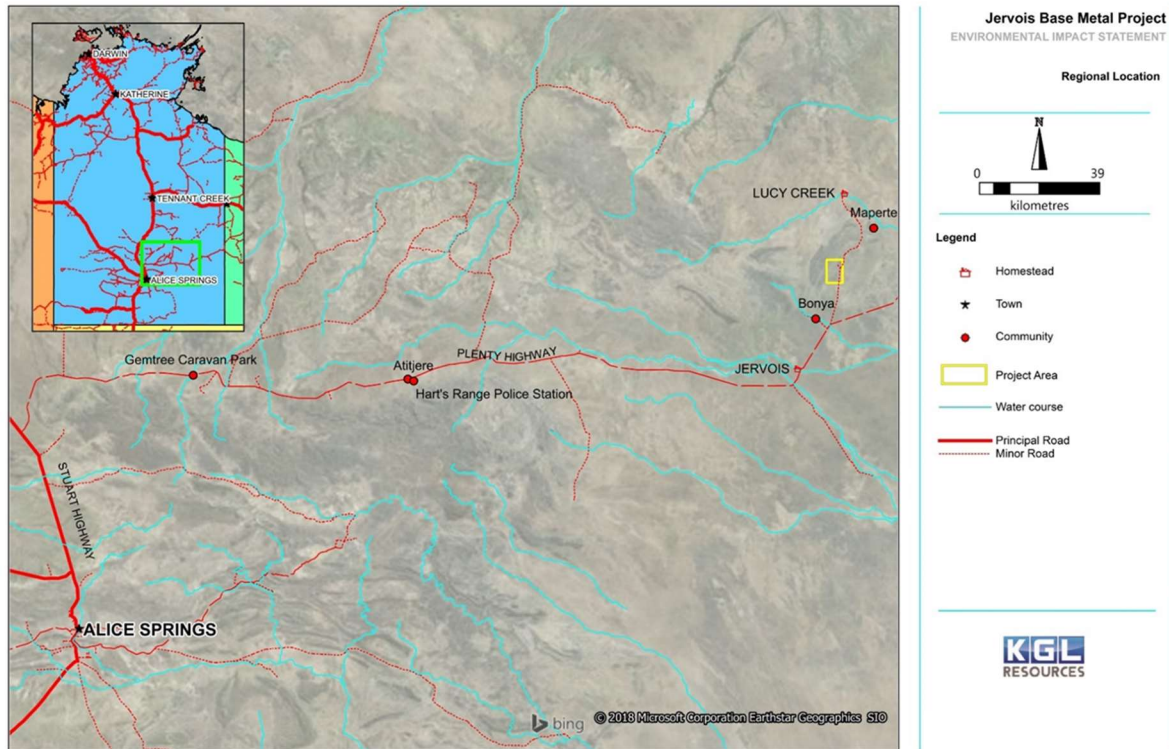 DARWIN
KATHERINE
TENNANT CREEK
ALICE SPRINGS
LUCY CREEK
Maperte
Bonya
Gemtree Caravan Park
PLENTY HIGHWAY
Atitjere
JERVOIS
Hart's Range Police Station
STUART HIGHWAY
ALICE SPRINGS
bing
© 2018 Microsoft Corporation Earthstar Geographics SIO
Jervois Base Metal Project
ENVIRONMENTAL IMPACT STATEMENT
Regional Location
N
0 39
kilometres
Legend
Homestead
Town
Community
Project Area
Water course
Principal Road
Minor Road
KGL
RESOURCES